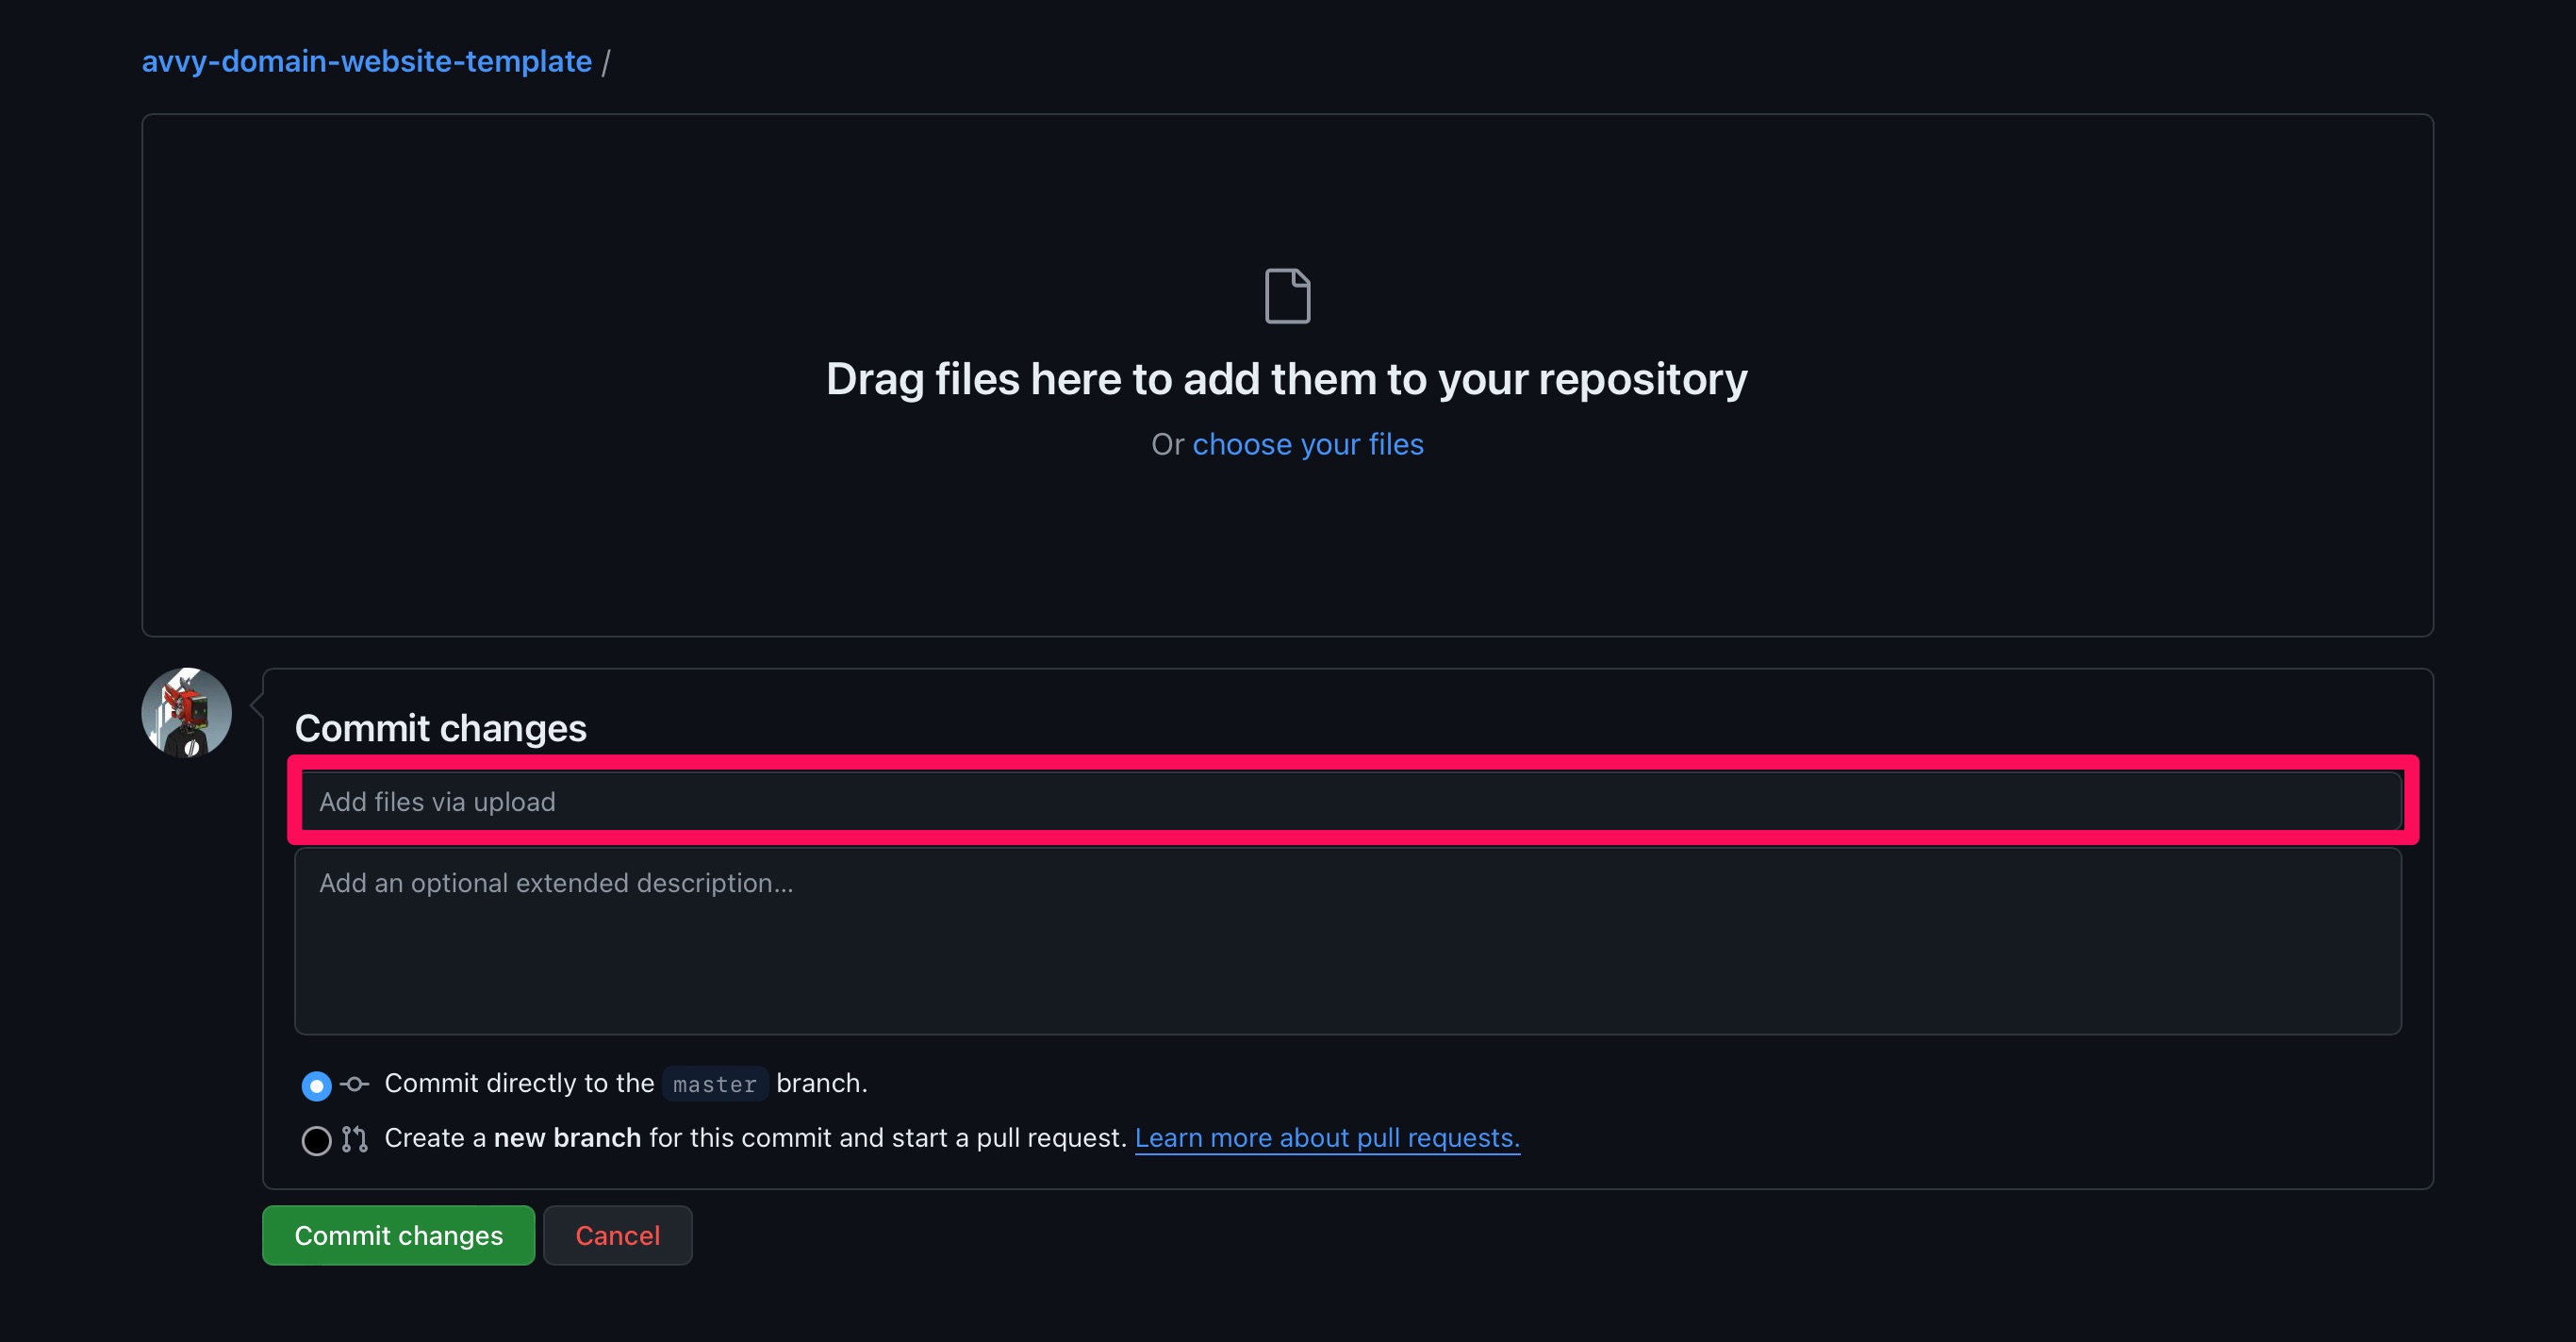 avvy-domain-website-template /
Drag files here to add them to your repository
Or choose your files
Commit changes
Add files via upload
Add an optional extended description...
Commit directly to the master branch.
Create a new branch for this commit and start a pull request. Learn more about pull requests.
Commit changes Cancel